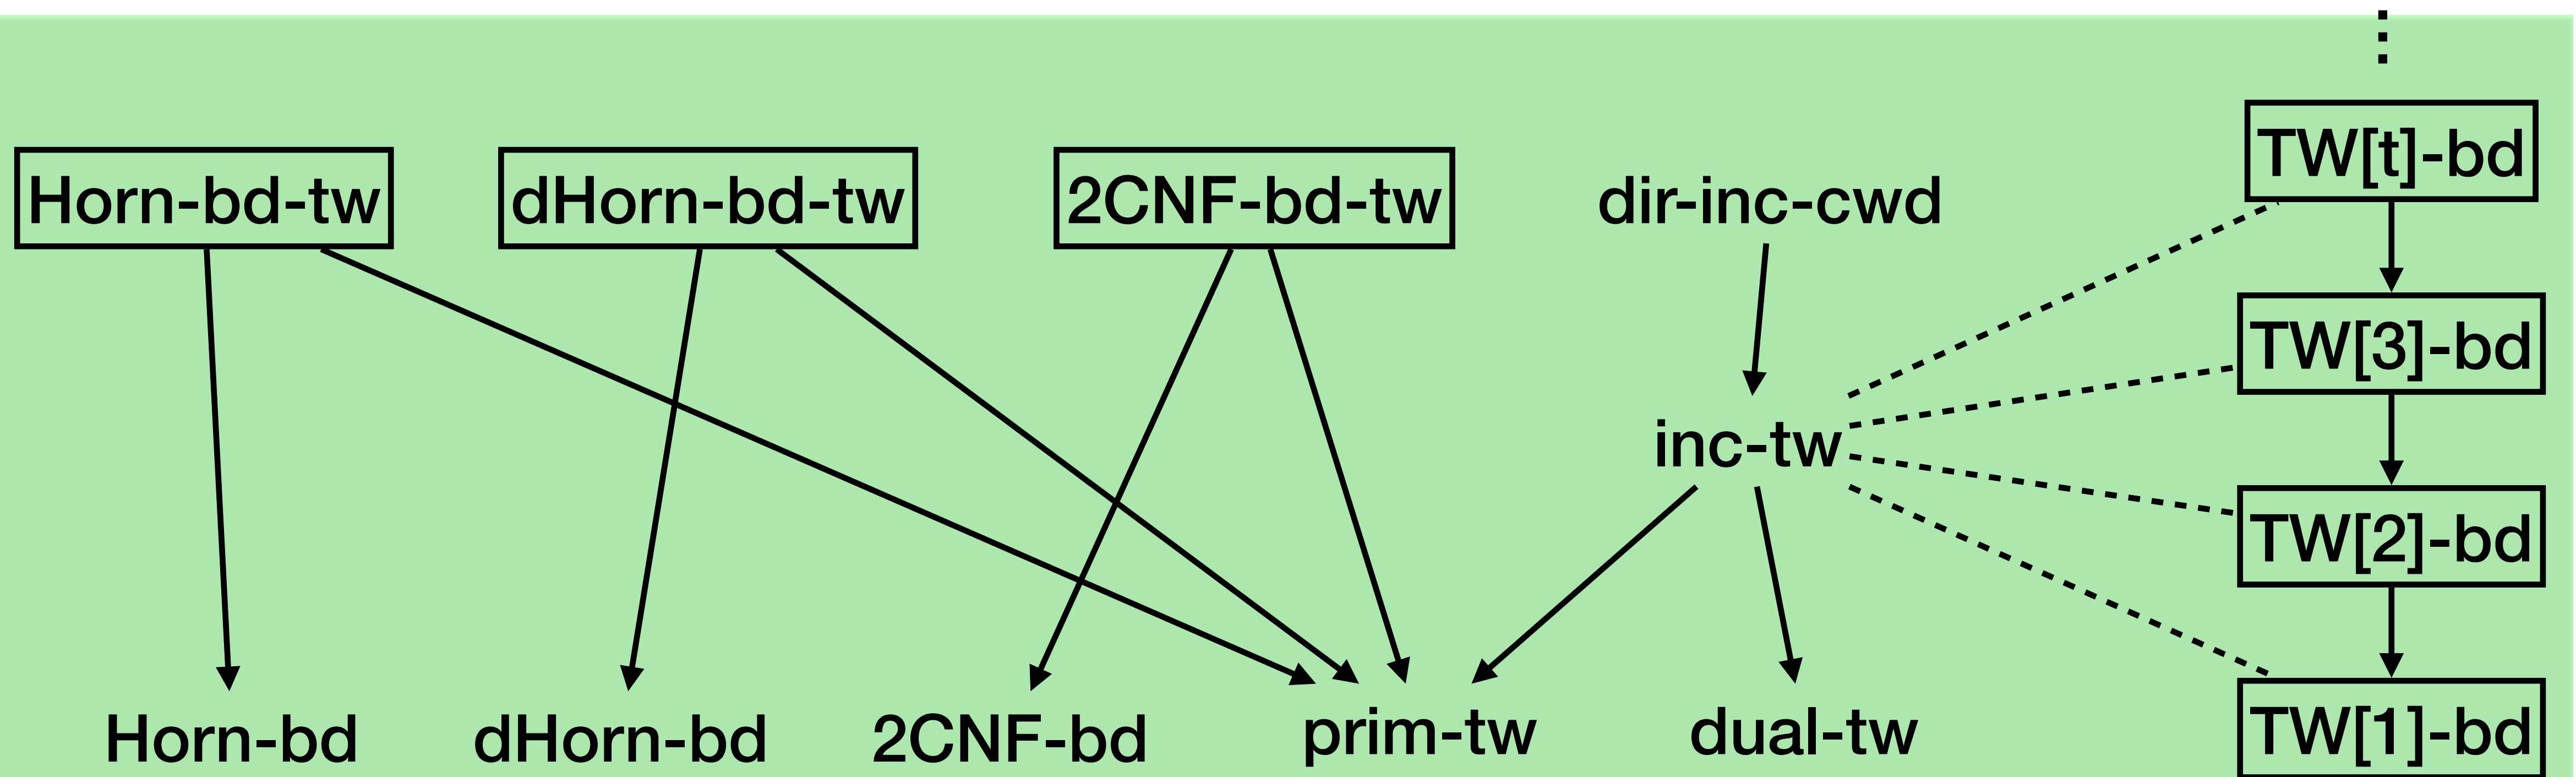 TW[t]-bd
Horn-bd-tw dHorn-bd-tw 2CNF-bd-tw dir-inc-cwd
TW[3]-bd
inc-tw
TW[2]-bd
Horn-bd dHorn-bd 2CNF-bd prim-tw dual-tw TW[1]-bd